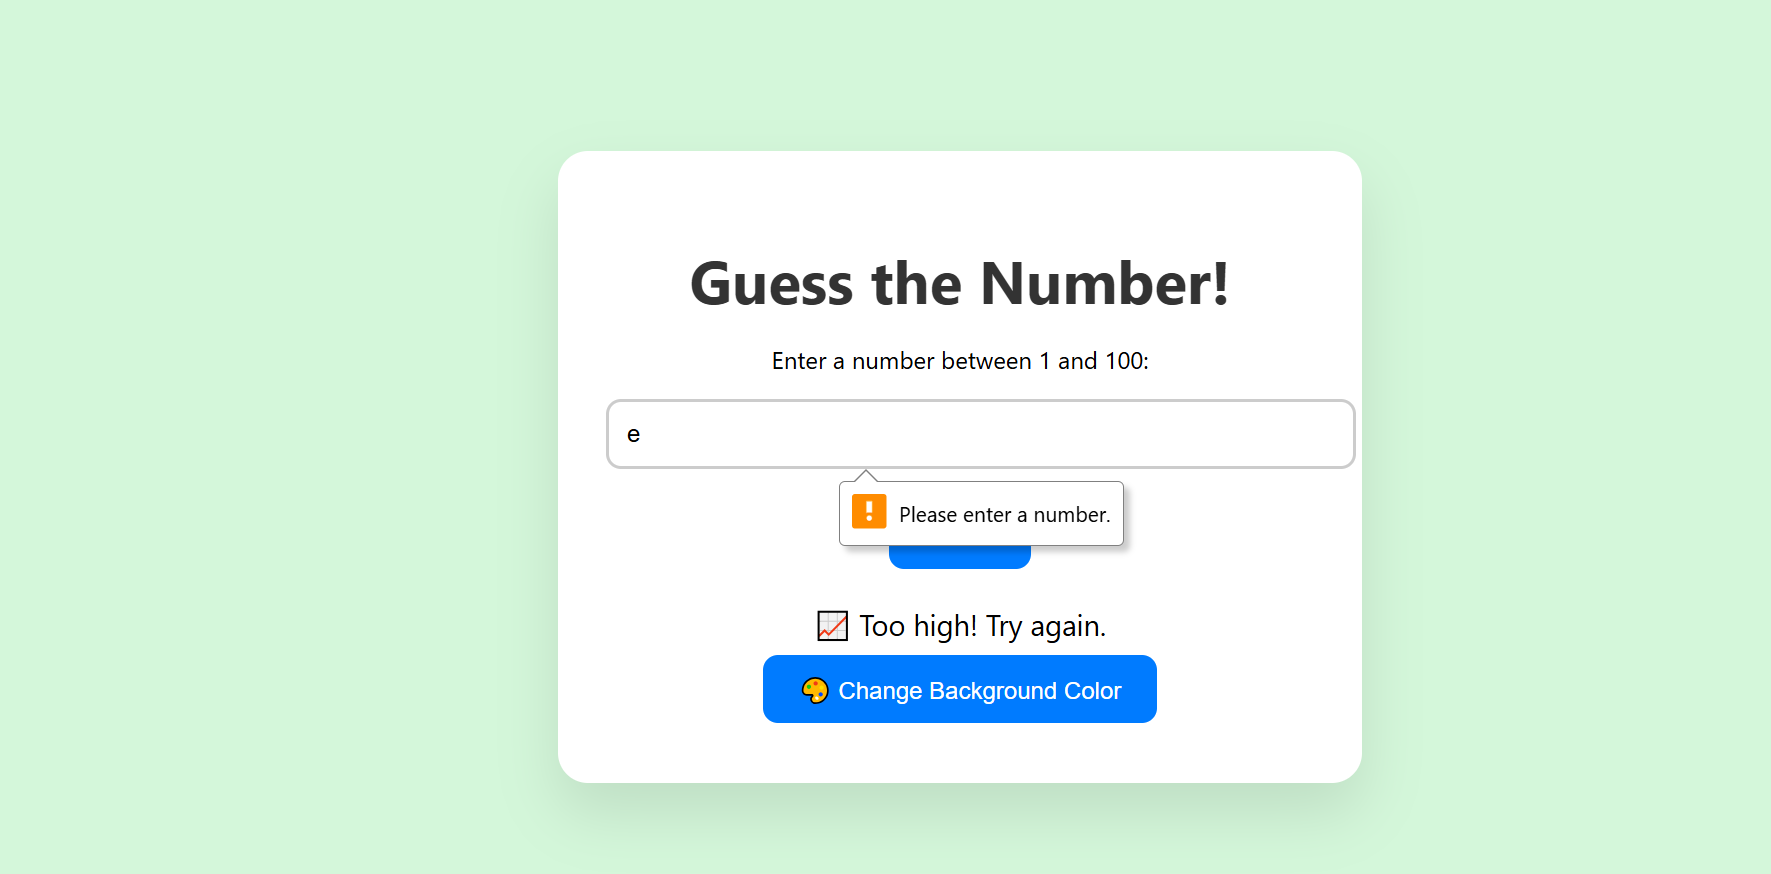 Guess the Number!
Enter a number between 1 and 100:
e
Please enter a number.
📈 Too high! Try again.
🎨 Change Background Color